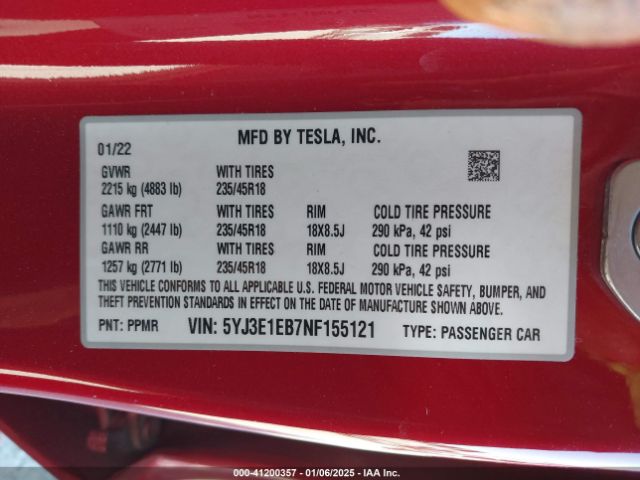 MFD BY TESLA, INC.
01/22
GVWR WITH TIRES
2215 kg (4883 lb) 235/45R18
GAWR FRT WITH TIRES RIM COLD TIRE PRESSURE
1110 kg (2447 lb) 235/45R18 18X8.5J 290 kPa, 42 psi
GAWR RR WITH TIRES RIM COLD TIRE PRESSURE
1257 kg (2771 lb) 235/45R18 18X8.5J 290 kPa, 42 psi
THIS VEHICLE CONFORMS TO ALL APPLICABLE U.S. FEDERAL MOTOR VEHICLE SAFETY, BUMPER, AND
THEFT PREVENTION STANDARDS IN EFFECT ON THE DATE OF MANUFACTURE SHOWN ABOVE.
PNT: PPMR VIN: 5YJ3E1EB7NF155121 TYPE: PASSENGER CAR
000-41200357 - 01/06/2025 - IAA Inc.